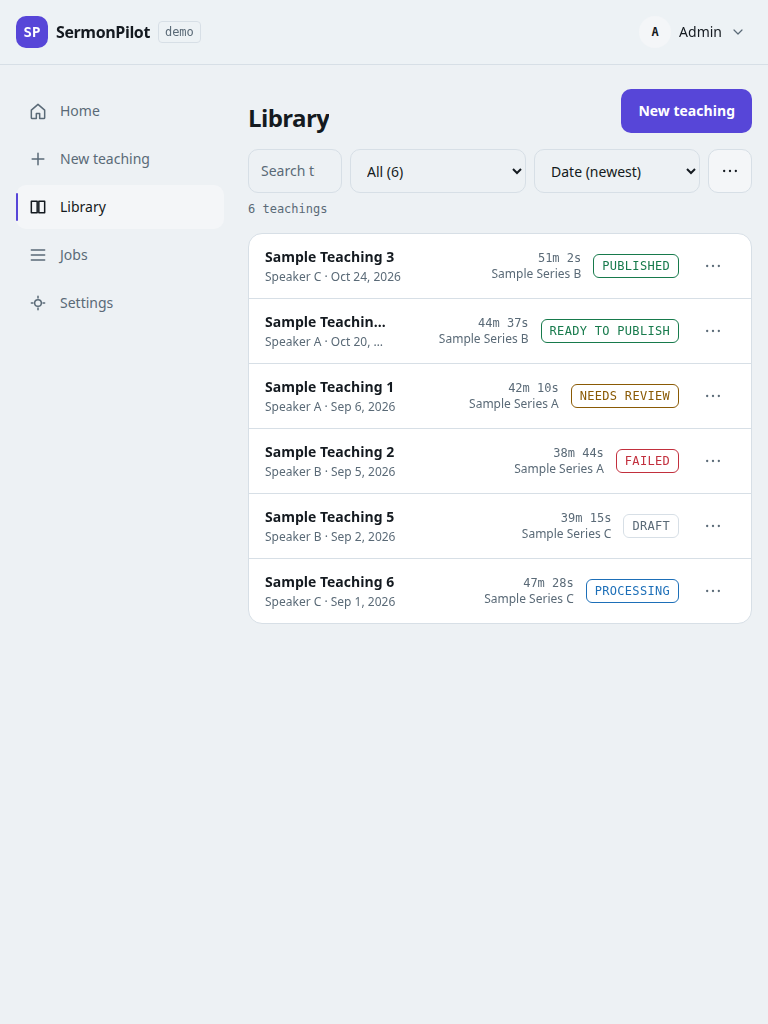 SP SermonPilot demo
A Admin
Home
New teaching
Library
Jobs
Settings
Library
New teaching
Search t
All (6)
Date (newest)
6 teachings
Sample Teaching 3
Speaker C · Oct 24, 2026
51m 2s
Sample Series B
PUBLISHED
Sample Teachin...
Speaker A · Oct 20, ...
44m 37s
Sample Series B
READY TO PUBLISH
Sample Teaching 1
Speaker A · Sep 6, 2026
42m 10s
Sample Series A
NEEDS REVIEW
Sample Teaching 2
Speaker B · Sep 5, 2026
38m 44s
Sample Series A
FAILED
Sample Teaching 5
Speaker B · Sep 2, 2026
39m 15s
Sample Series C
DRAFT
Sample Teaching 6
Speaker C · Sep 1, 2026
47m 28s
Sample Series C
PROCESSING